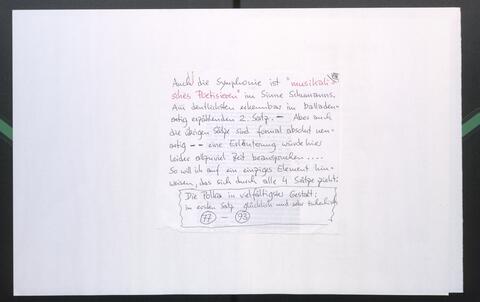 Auch die Symphonie ist "musikali-
sches Poetisieren" im Sinne Schumanns.
Am deutlichsten erkennbar im balladen-
artig erzählenden 2. Satz. — Aber auch
die übrigen Sätze sind formal absolut neu-
artig -- eine Erläuterung würde hier
leider allzuviel Zeit beanspruchen ....
So will ich auf ein einziges Element hin-
weisen, das sich durch alle 4 Sätze zieht:
Die Polka in vielfältigster Gestalt:
im ersten Satz glücklich und sehr
77 — 93